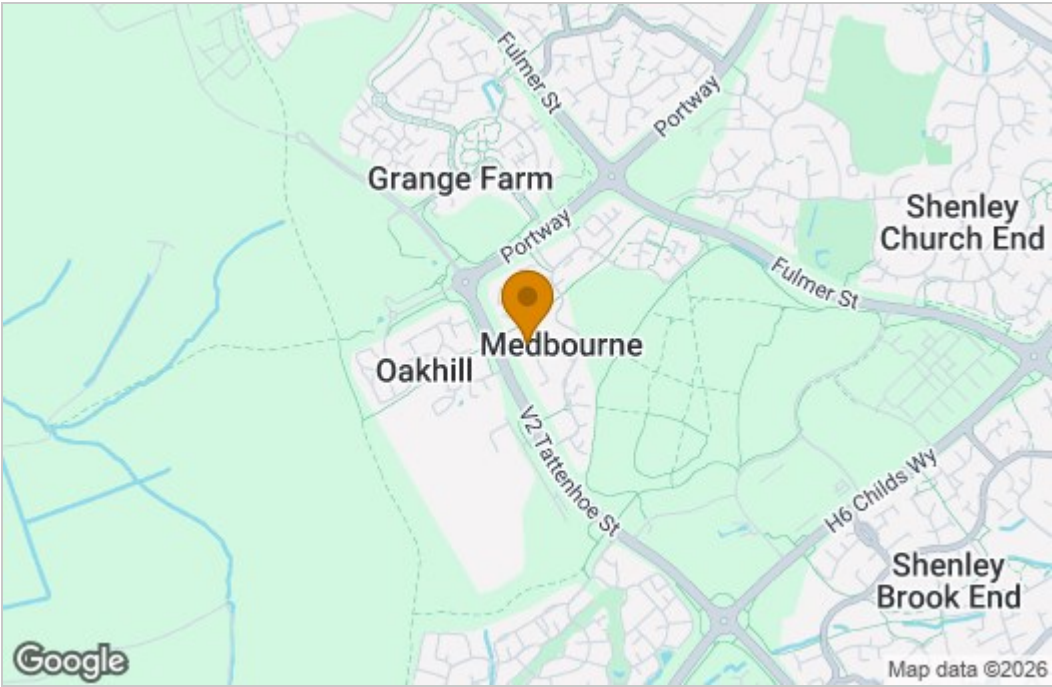 Fulmer St
Portway
Grange Farm
Shenley
Church End
Portway
Fulmer St
Medbourne
Oakhill
V2 Tattenhoe St
H6 Childs Wy
Shenley
Brook End
Google
Map data ©2026